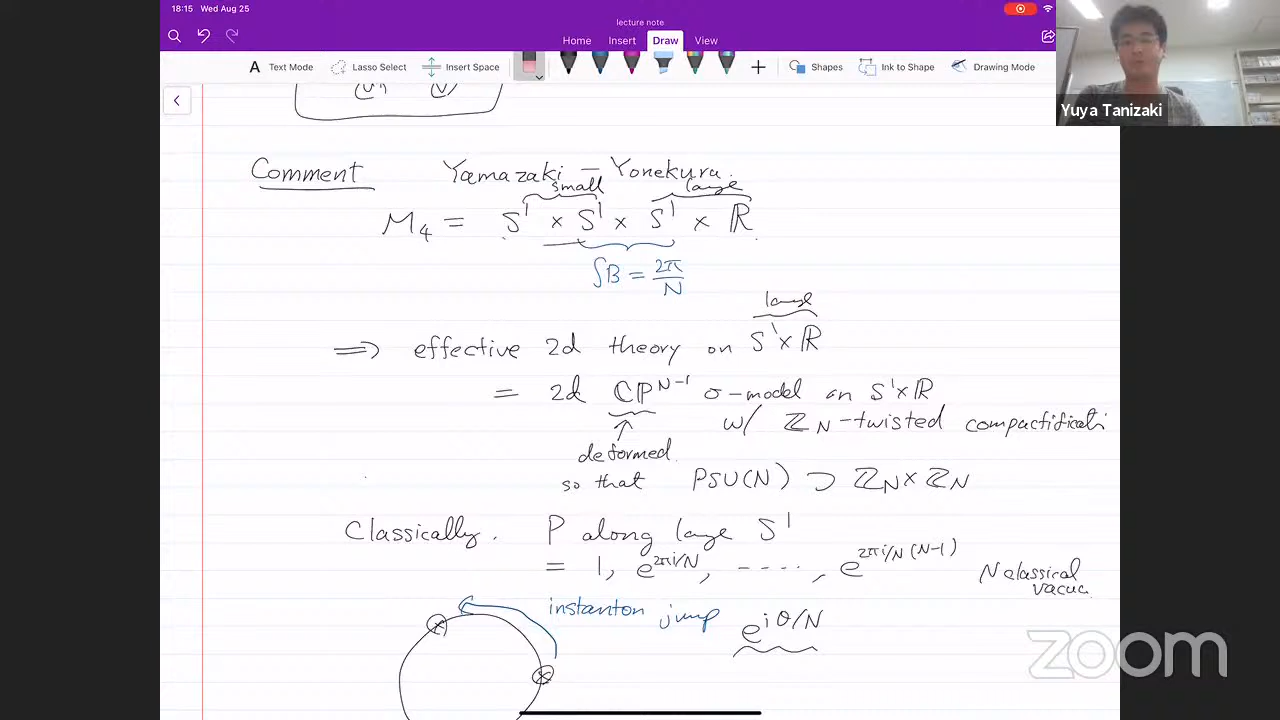 18:15 Wed Aug 25
lecture note
Home Insert Draw View
Text Mode Lasso Select Insert Space Shapes Ink to Shape Drawing Mode
Yuya Tanizaki
Comment Yamazaki - Yonekura.
small large
M₄ = S¹ × S¹ × S¹ × ℝ
∫B = 2π/N
large
⇒ effective 2d theory on S¹×ℝ
= 2d ℂP^{N-1} σ-model on S¹×ℝ
w/ ℤ_N-twisted compactificati
deformed
so that PSU(N) ⊃ ℤ_N × ℤ_N
Classically. P along large S¹
= 1, e^{2πi/N}, ----, e^{2πi/N (N-1)} N classical
vacua
instanton jump e^{iθ/N}
zoom